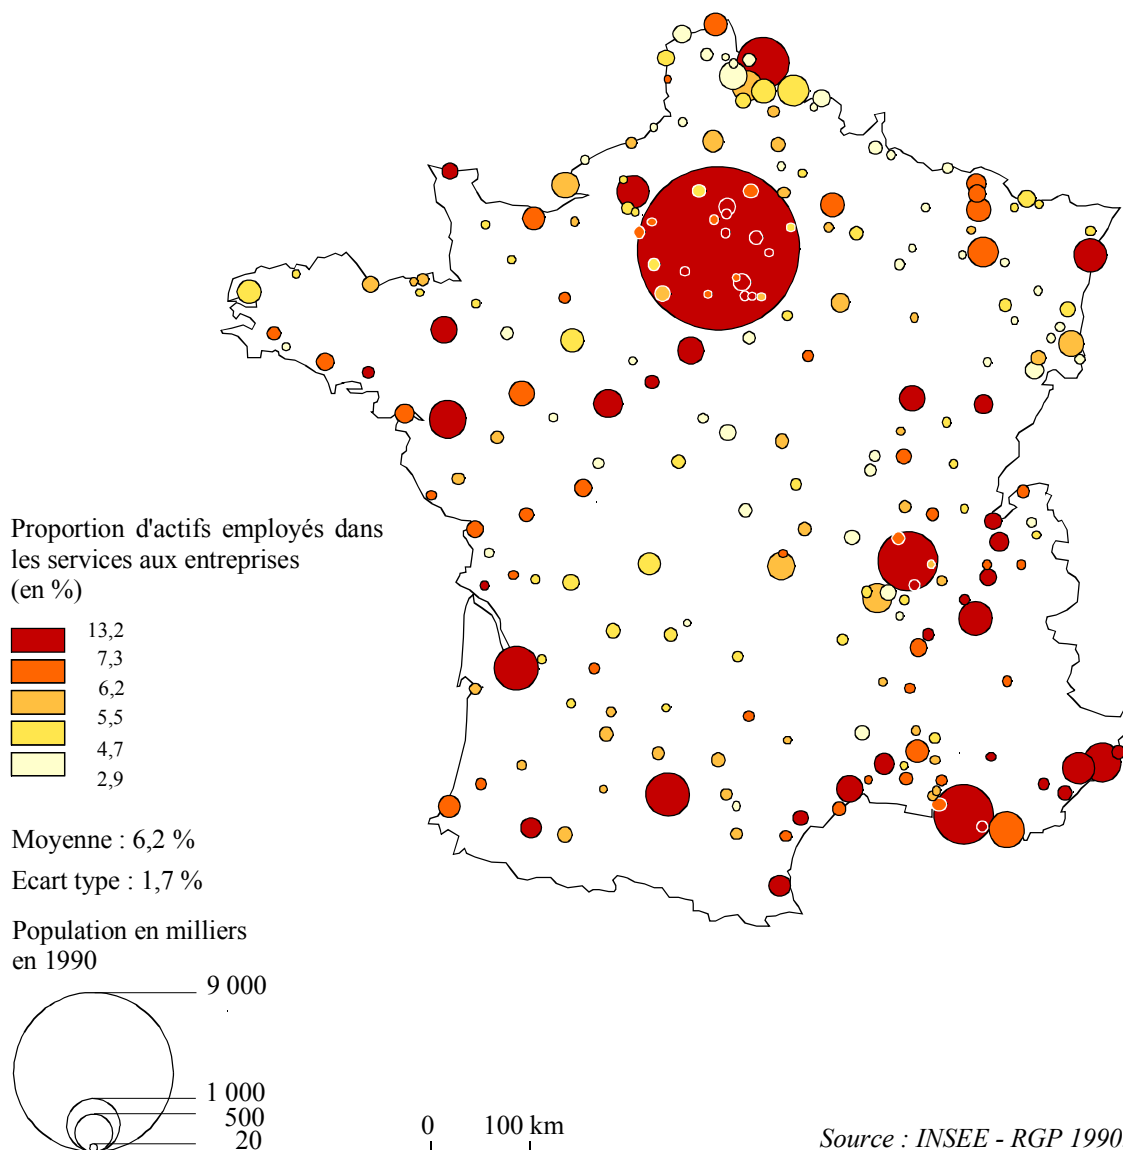 Proportion d'actifs employés dans
les services aux entreprises
(en %)
13,2
7,3
6,2
5,5
4,7
2,9
Moyenne : 6,2 %
Ecart type : 1,7 %
Population en milliers
en 1990
9 000
1 000
500
20
0 100 km
Source : INSEE - RGP 1990